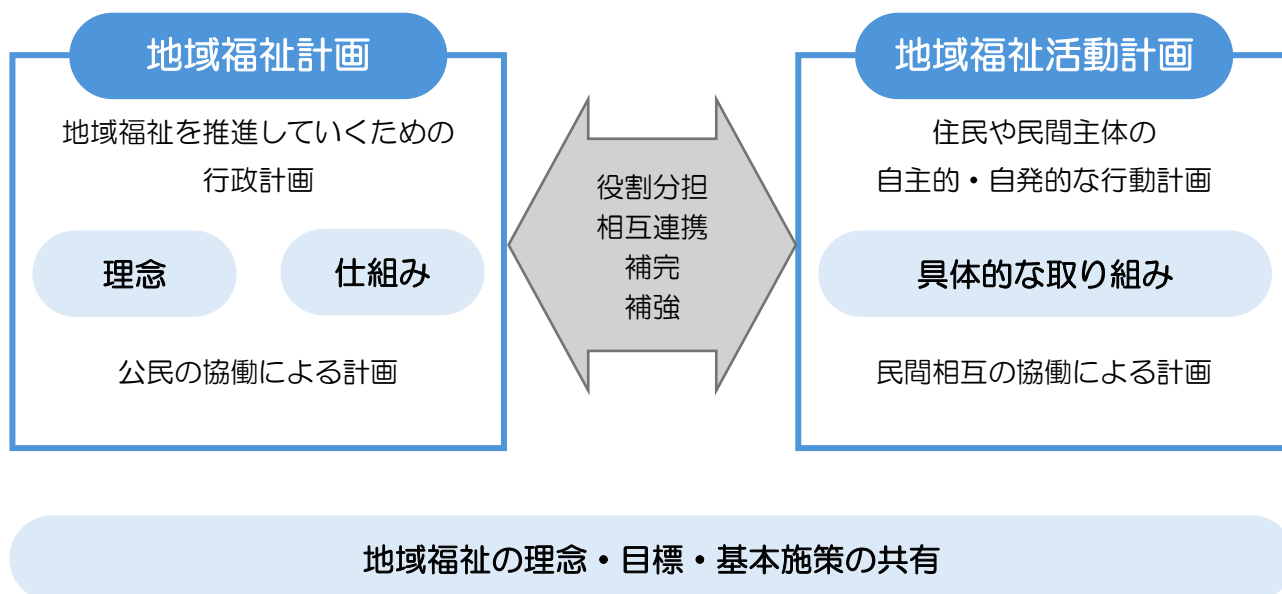 地域福祉計画
地域福祉を推進していくための
行政計画
理念
仕組み
公民の協働による計画
役割分担
相互連携
補完
補強
地域福祉活動計画
住民や民間主体の
自主的・自発的な行動計画
具体的な取り組み
民間相互の協働による計画
地域福祉の理念・目標・基本施策の共有